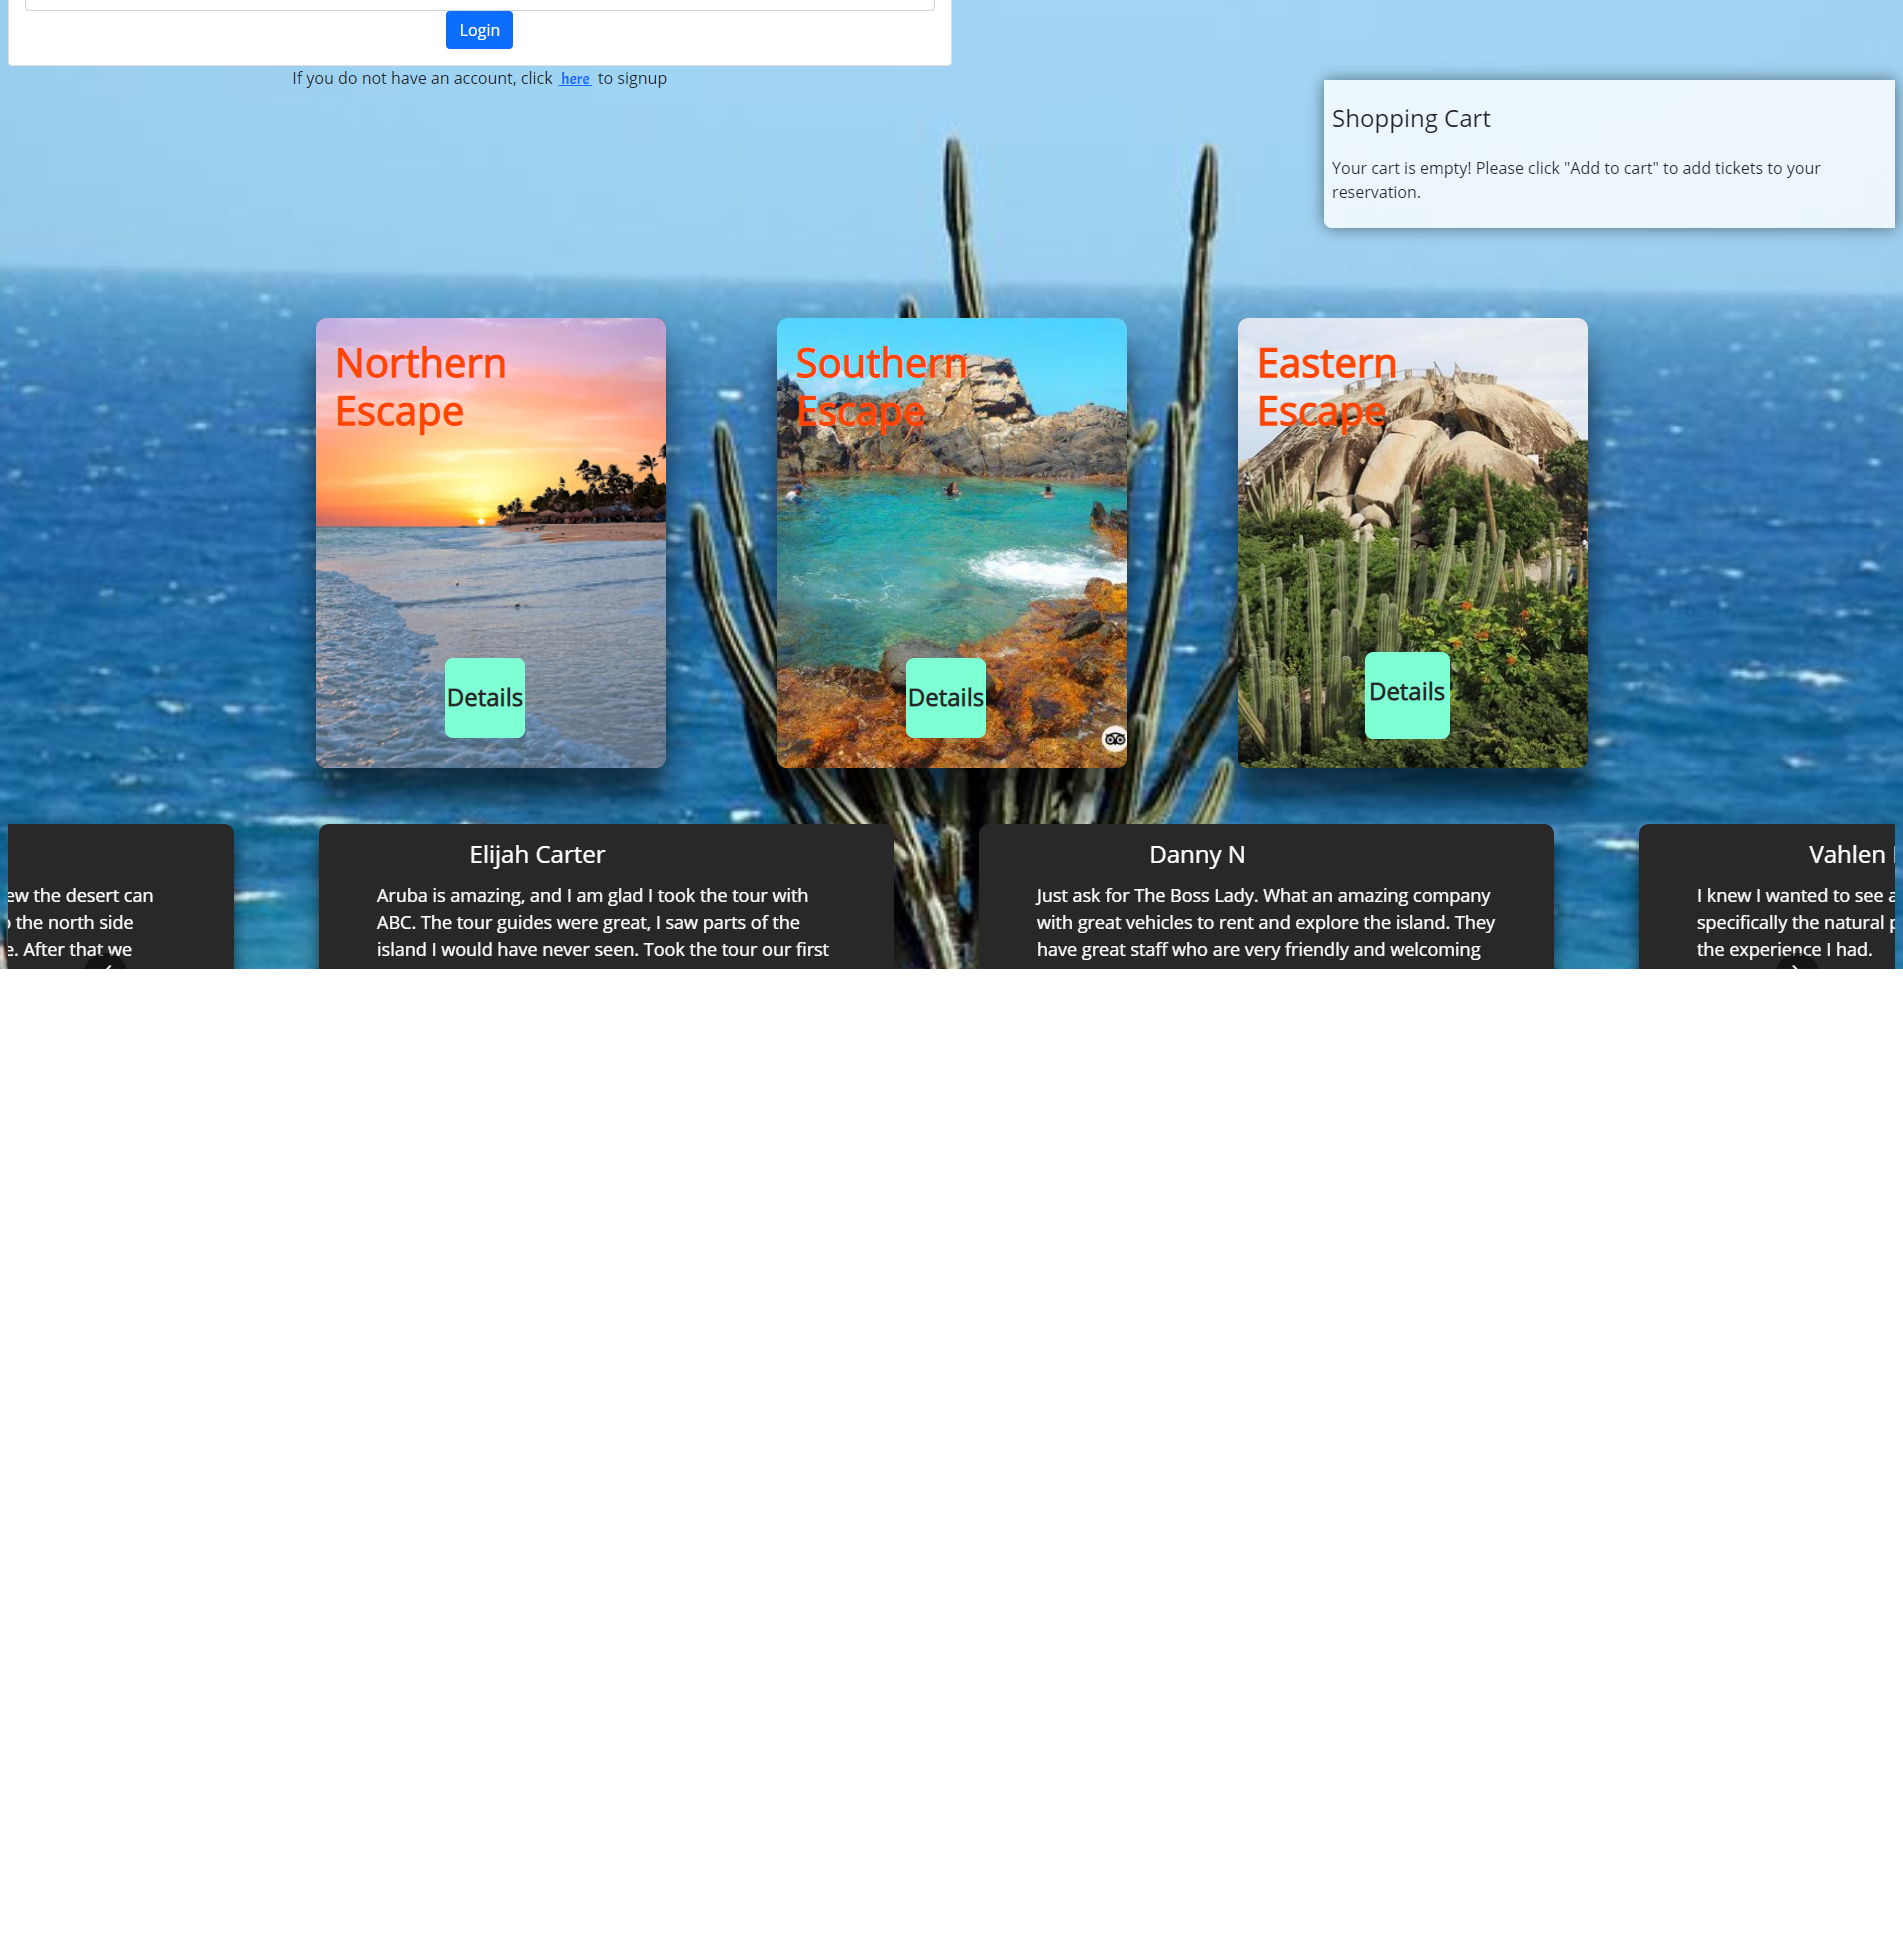 Login
If you do not have an account, click here to signup
Shopping Cart
Your cart is empty! Please click "Add to cart" to add tickets to your
reservation.
Northern
Escape
Details
Southern
Escape
Details
Eastern
Escape
Details
ew the desert can
the north side
e. After that we
Elijah Carter
Aruba is amazing, and I am glad I took the tour with
ABC. The tour guides were great, I saw parts of the
island I would have never seen. Took the tour our first
Danny N
Just ask for The Boss Lady. What an amazing company
with great vehicles to rent and explore the island. They
have great staff who are very friendly and welcoming
Vahlen
I knew I wanted to see a
specifically the natural p
the experience I had.